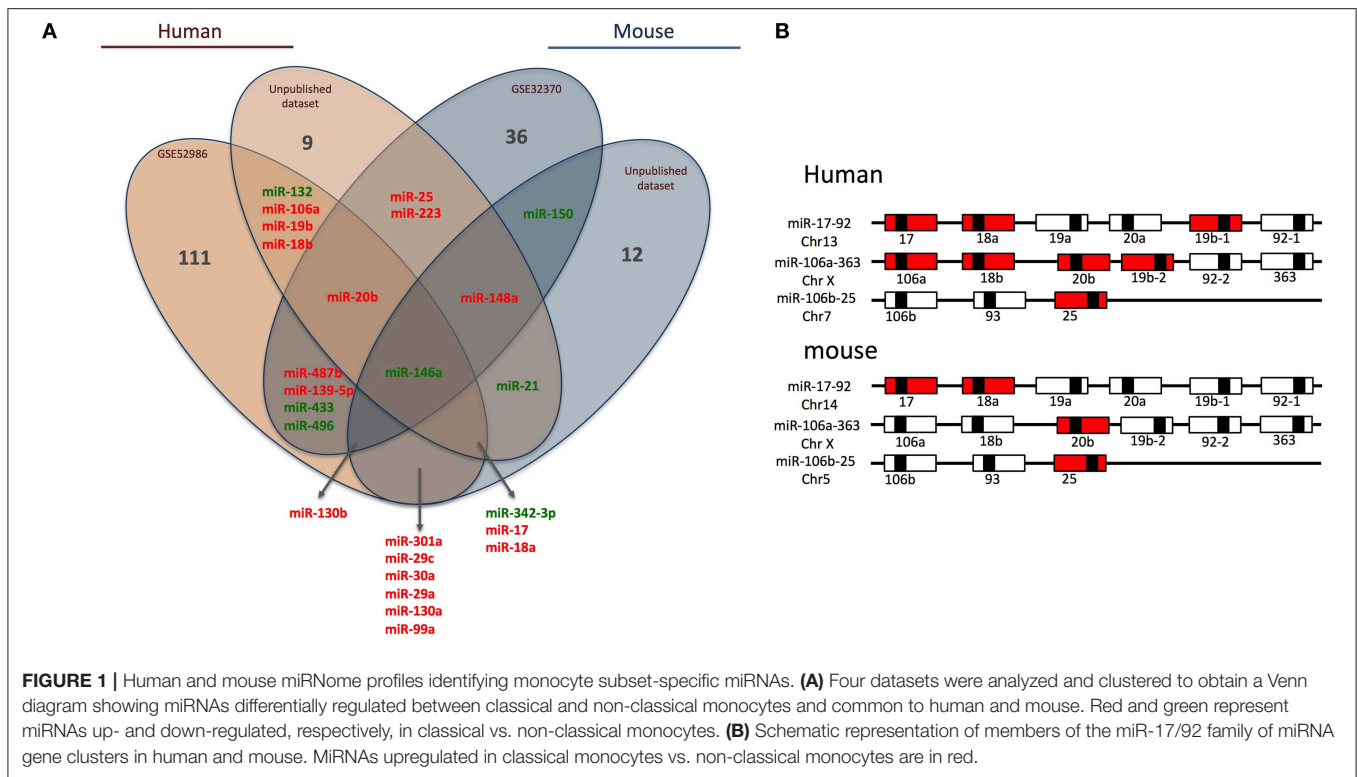 A
Human
Mouse
Unpublished
dataset
GSE32370
9
36
GSE52986
Unpublished
dataset
miR-132
miR-106a
miR-19b
miR-18b
miR-25
miR-223
miR-150
111
12
miR-20b
miR-148a
miR-487b
miR-139-5p
miR-433
miR-496
miR-146a
miR-21
miR-130b
miR-301a
miR-29c
miR-30a
miR-29a
miR-130a
miR-99a
miR-342-3p
miR-17
miR-18a
B
Human
miR-17-92
Chr13
17 18a 19a 20a 19b-1 92-1
miR-106a-363
Chr X
106a 18b 20b 19b-2 92-2 363
miR-106b-25
Chr7
106b 93 25
mouse
miR-17-92
Chr14
17 18a 19a 20a 19b-1 92-1
miR-106a-363
Chr X
106a 18b 20b 19b-2 92-2 363
miR-106b-25
Chr5
106b 93 25
FIGURE 1 | Human and mouse miRNome profiles identifying monocyte subset-specific miRNAs. (A) Four datasets were analyzed and clustered to obtain a Venn
diagram showing miRNAs differentially regulated between classical and non-classical monocytes and common to human and mouse. Red and green represent
miRNAs up- and down-regulated, respectively, in classical vs. non-classical monocytes. (B) Schematic representation of members of the miR-17/92 family of miRNA
gene clusters in human and mouse. MiRNAs upregulated in classical monocytes vs. non-classical monocytes are in red.